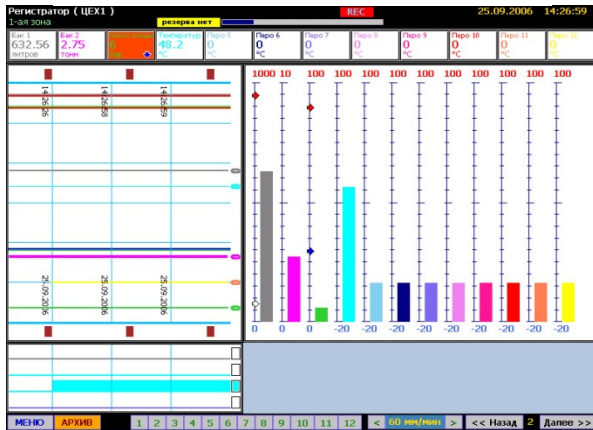 Регистратор ( ЦЕХ1 ) REC 25.09.2006 14:26:59
1-ая зона резерва нет
Бак 1 Бак 2 Температур Перо 5 Перо 6 Перо 7 Перо 8 Перо 9 Перо 10 Перо 11 Перо 12
632.56 2.75 6 48.2 0 0 0 0 0 0 0 0
литров тонн °C °C °C °C °C °C °C °C °C
1000 10 100 100 100 100 100 100 100 100 100 100
14:26:26 14:26:58 14:26:59
25.09.2006 25.09.2006 25.09.2006
0 0 0 -20 -20 -20 -20 -20 -20 -20 -20 -20
МЕНЮ АРХИВ 1 2 3 4 5 6 7 8 9 10 11 12 < 60 мм/мин > << Назад 2 Далее >>